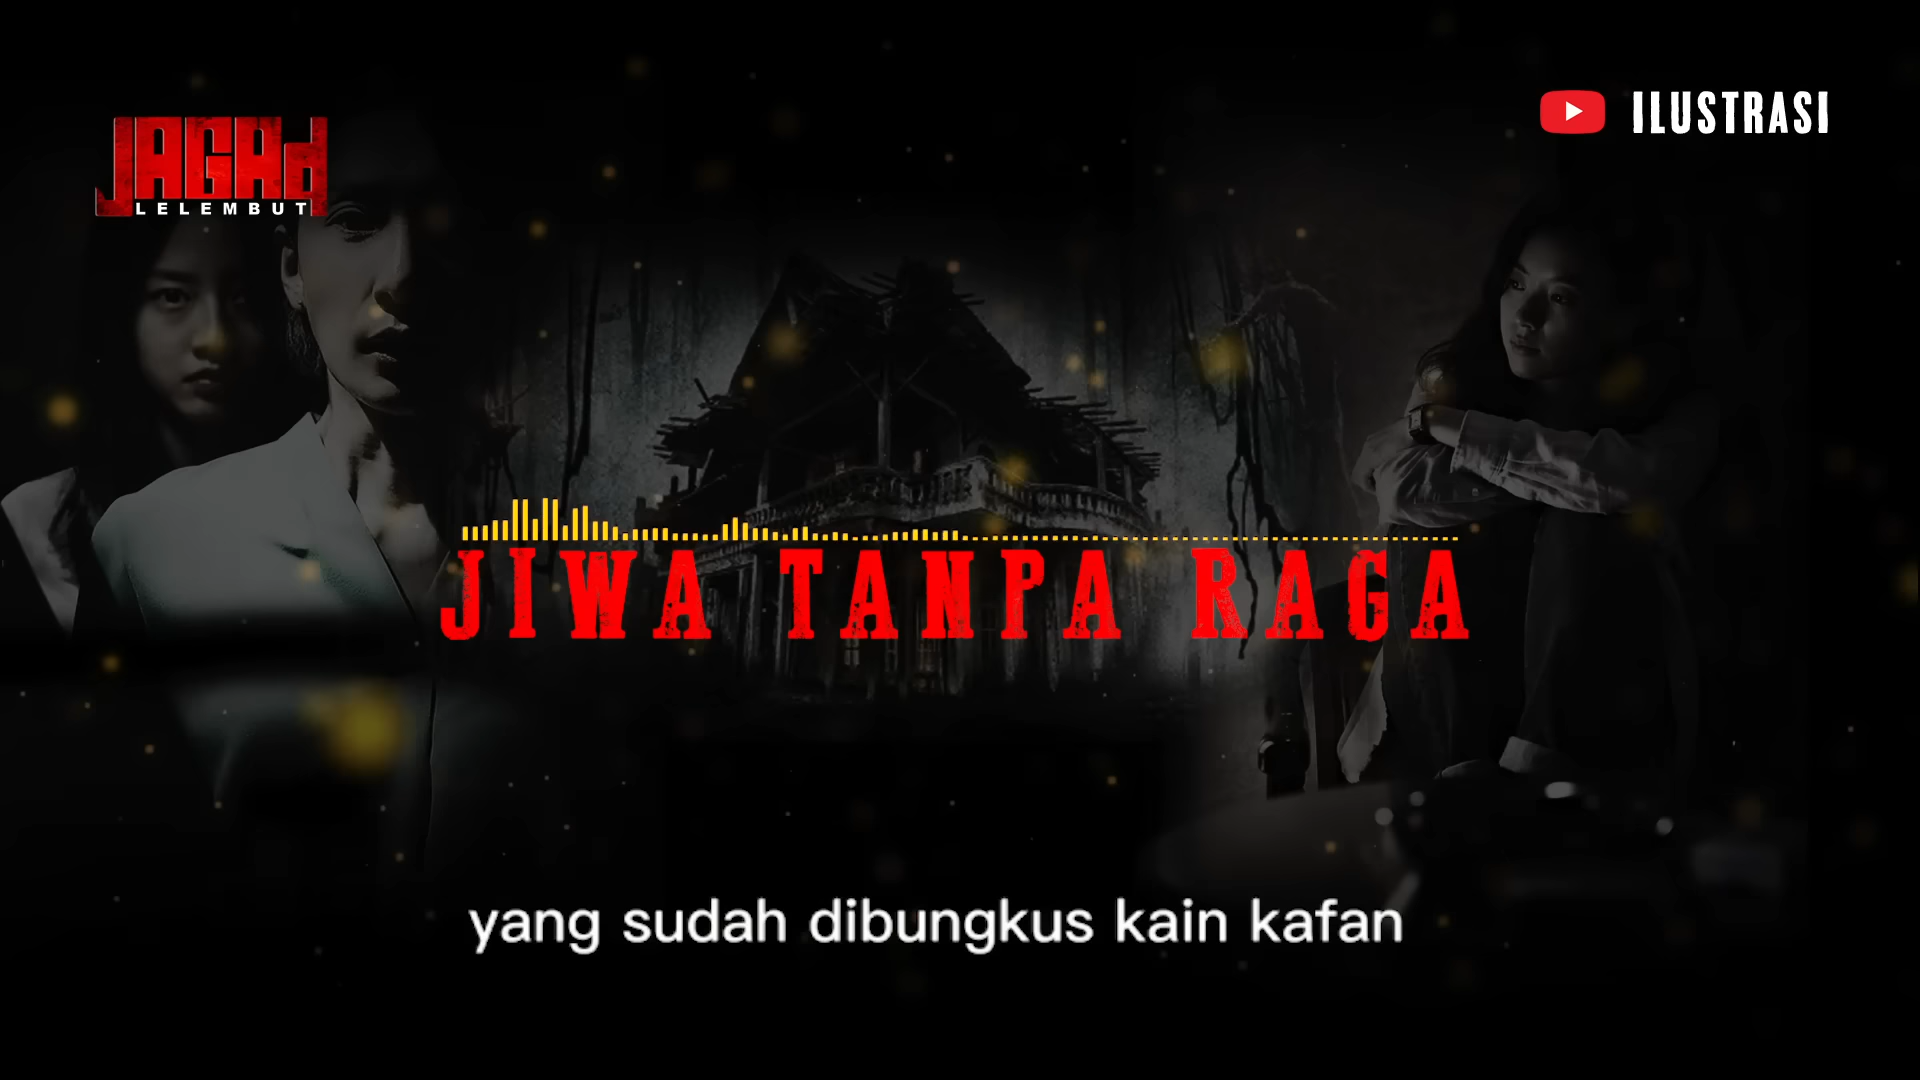 JAGAd
LELEMBUT
ILUSTRASI
JIWA TANPA RAGA
yang sudah dibungkus kain kafan